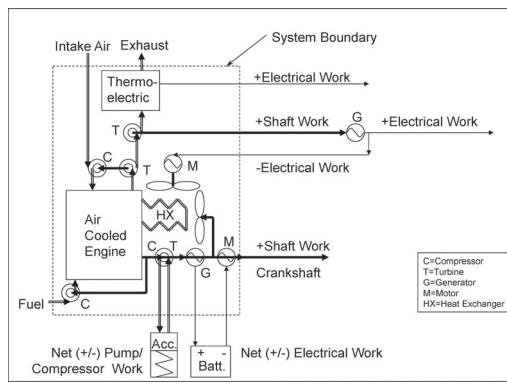 Intake Air
Exhaust
System Boundary
Thermo-
electric
+Electrical Work
T
+Shaft Work
G
+Electrical Work
C
T
M
-Electrical Work
Air
Cooled
Engine
HX
C
T
M
+Shaft Work
G
Crankshaft
Fuel
C
C=Compressor
T=Turbine
G=Generator
M=Motor
HX=Heat Exchanger
Net (+/-) Pump/
Compressor Work
Acc.
+ -
Batt.
Net (+/-) Electrical Work